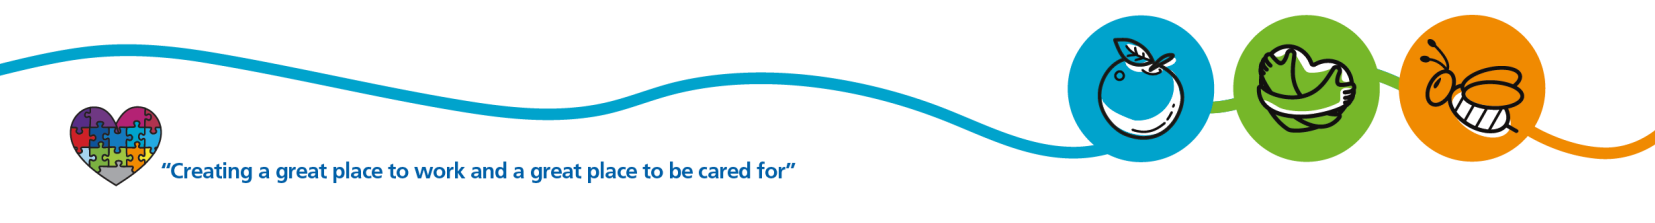 “Creating a great place to work and a great place to be cared for”